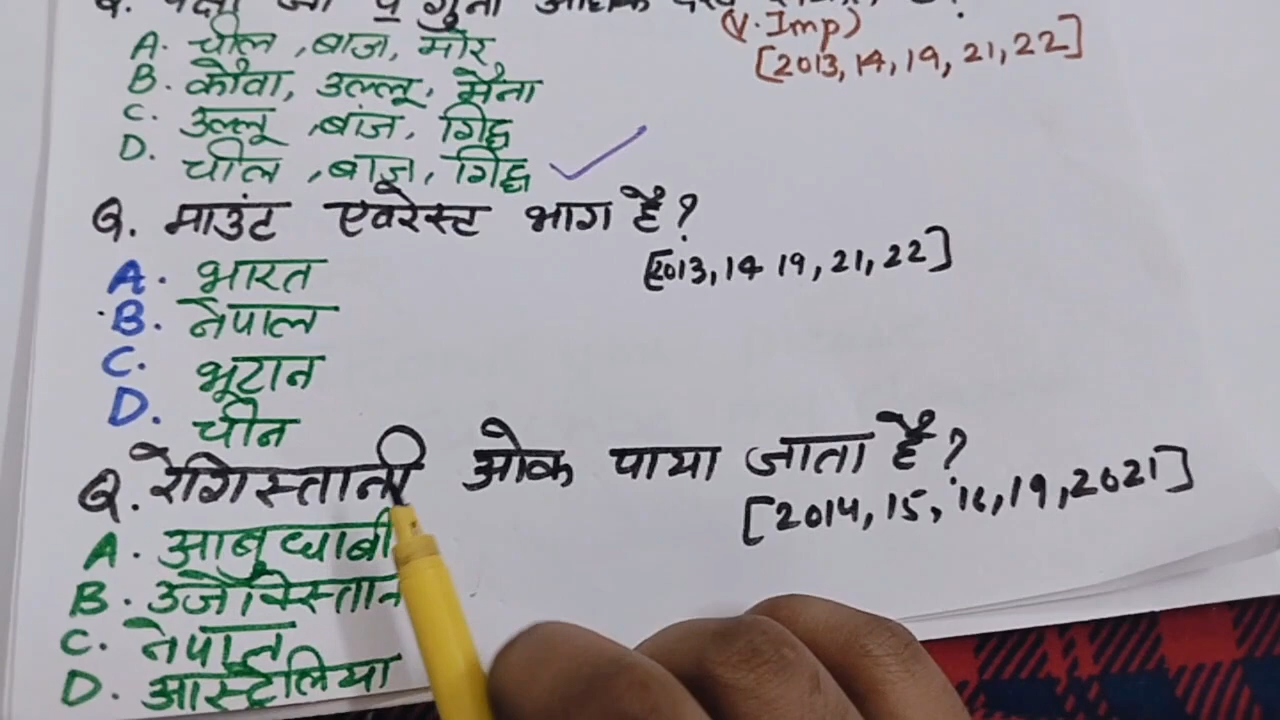 A. चील, बाज, मोर
(V. Imp)
B. कौवा, उल्लू, मैना
[2013, 14, 19, 21, 22]
C. उल्लू, बांज, गिद्ध
D. चील, बाज, गिद्ध
Q. माउंट एवरेस्ट भाग है?
[2013, 14 19, 21, 22]
A. भारत
B. नेपाल
C. भूटान
D. चीन
Q. रेगिस्तानी ओक पाया जाता है?
[2014, 15, 16, 19, 2021]
A. आबु धाबी
B. उजेबिस्तान
C. नेपाल
D. आस्ट्रेलिया